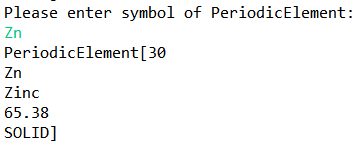 Please enter symbol of PeriodicElement:
Zn
PeriodicElement[30
Zn
Zinc
65.38
SOLID]